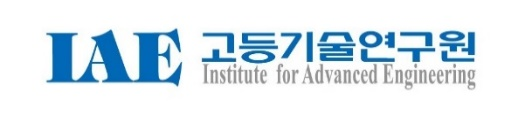 IAE 고등기술연구원
Institute for Advanced Engineering